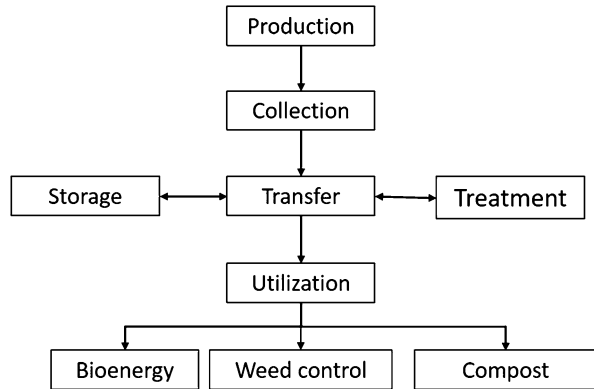 Production
Collection
Storage
Transfer
Treatment
Utilization
Bioenergy
Weed control
Compost